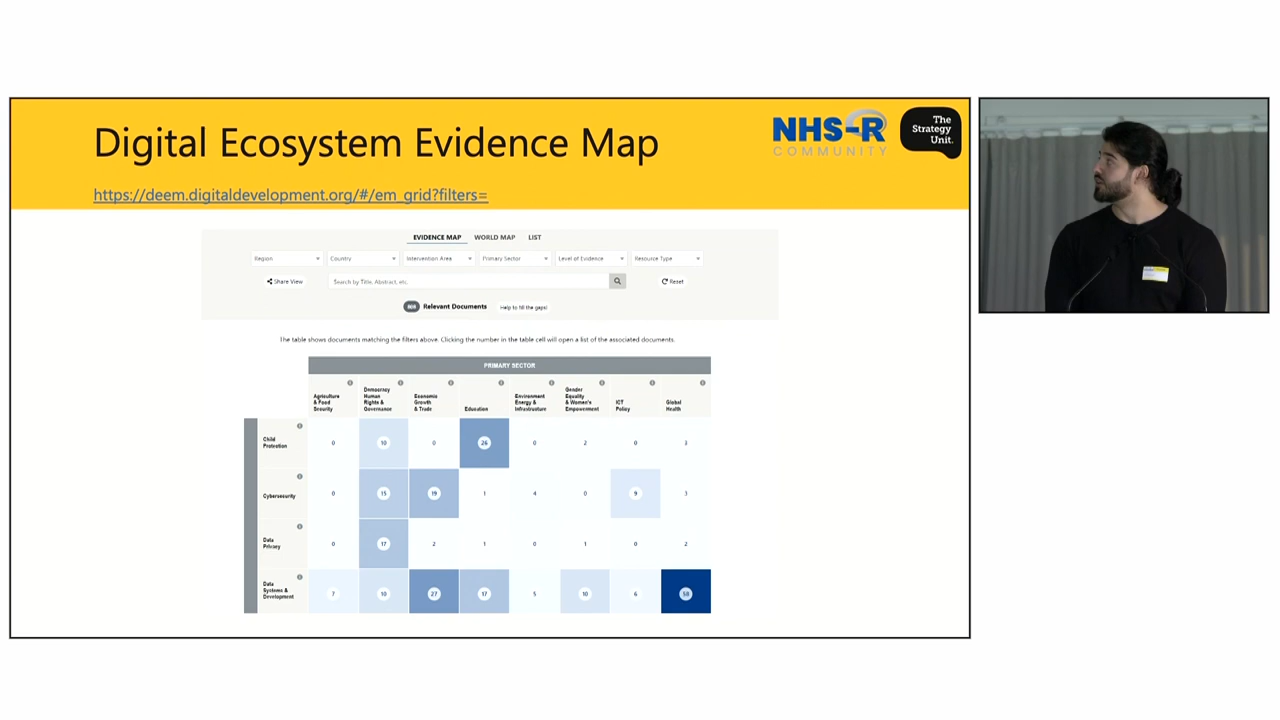 Digital Ecosystem Evidence Map
https://deem.digitaldevelopment.org/#/em_grid?filters=
NHS-R
COMMUNITY
The
Strategy
Unit.
EVIDENCE MAP WORLD MAP LIST
Region Country Intervention Area Primary Sector Level of Evidence Resource Type
Share View Search by Title, Abstract, etc. Reset
Relevant Documents Help to fill the gaps!
The table shows documents matching the filters above. Clicking the number in the table cell will open a list of the associated documents.
PRIMARY SECTOR
Agriculture
& Food
Security
Democracy
Human
Rights &
Governance
Economic
Growth
& Trade
Education
Environment
Energy &
Infrastructure
Gender
Equality
& Women's
Empowerment
ICT
Policy
Global
Health
Child
Protection
0 10 0 26 0 2 0 3
Cybersecurity
0 15 19 1 4 0 9 3
Data
Privacy
0 17 2 1 0 1 0 2
Data
Systems &
Development
7 10 27 17 5 10 6 58